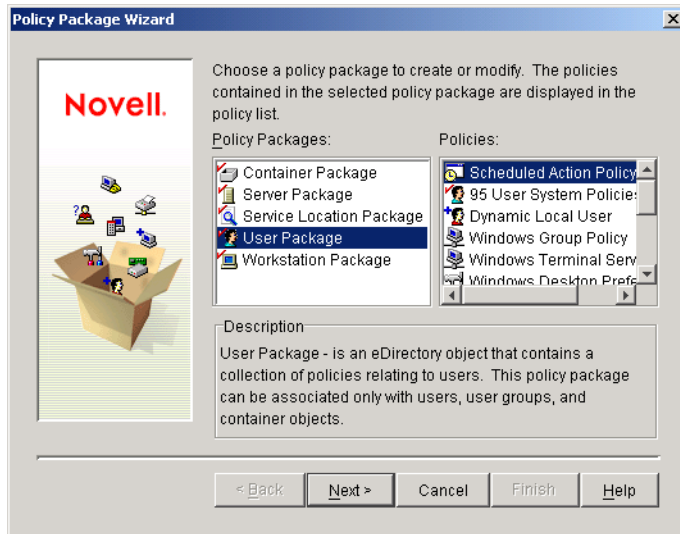 Policy Package Wizard
Novell.
Choose a policy package to create or modify. The policies
contained in the selected policy package are displayed in the
policy list.
Policy Packages:
Container Package
Server Package
Service Location Package
User Package
Workstation Package
Policies:
Scheduled Action Policy
95 User System Policies
Dynamic Local User
Windows Group Policy
Windows Terminal Serv
Windows Desktop Prefe
Description
User Package - is an eDirectory object that contains a
collection of policies relating to users. This policy package
can be associated only with users, user groups, and
container objects.
< Back
Next >
Cancel
Finish
Help